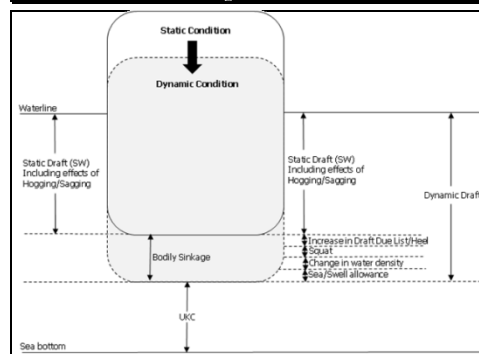 Static Condition
Dynamic Condition
Waterline
Static Draft (SW)
Including effects of
Hogging/Sagging
Static Draft (SW)
Including effects of
Hogging/Sagging
Dynamic Draft
Increase in Draft Due List/Heel
Squat
Change in water density
Sea/Swell allowance
Bodily Sinkage
UKC
Sea bottom